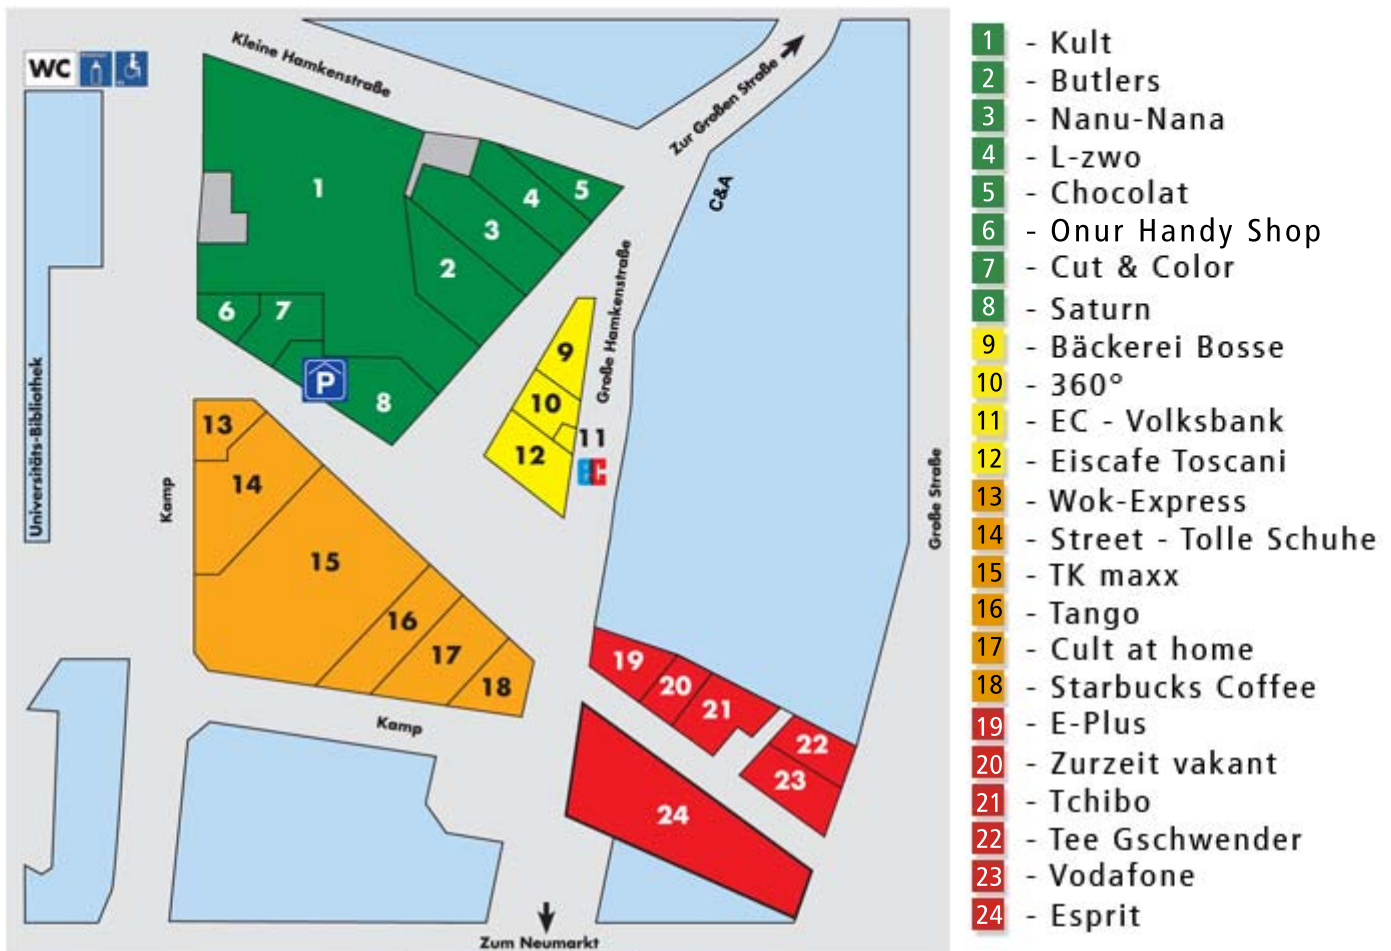 WC
Kleine Hamkenstraße
Zur Großen Straße
C&A
Große Hamkenstraße
Große Straße
Universitäts-Bibliothek
Kamp
Kamp
Zum Neumarkt
P
EC
1
2
3
4
5
6
7
8
9
10
11
12
13
14
15
16
17
18
19
20
21
22
23
24
1 - Kult
2 - Butlers
3 - Nanu-Nana
4 - L-zwo
5 - Chocolat
6 - Onur Handy Shop
7 - Cut & Color
8 - Saturn
9 - Bäckerei Bosse
10 - 360°
11 - EC - Volksbank
12 - Eiscafe Toscani
13 - Wok-Express
14 - Street - Tolle Schuhe
15 - TK maxx
16 - Tango
17 - Cult at home
18 - Starbucks Coffee
19 - E-Plus
20 - Zurzeit vakant
21 - Tchibo
22 - Tee Gschwender
23 - Vodafone
24 - Esprit